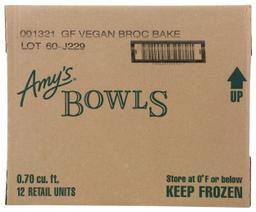 001321 GF VEGAN BROC BAKE
LOT 60-J229
Amy's
BOWLS
UP
0.70 cu. ft.
12 RETAIL UNITS
Store at 0°F or below
KEEP FROZEN